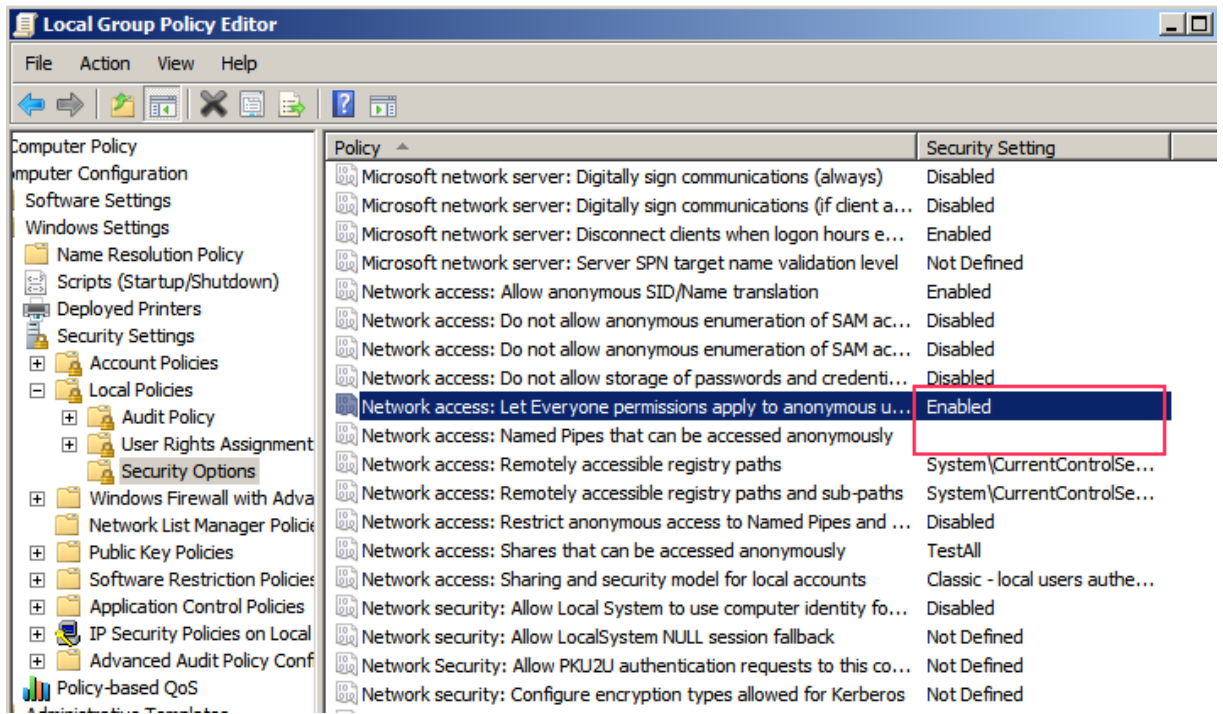 Local Group Policy Editor
File Action View Help
Computer Policy
mputer Configuration
Software Settings
Windows Settings
Name Resolution Policy
Scripts (Startup/Shutdown)
Deployed Printers
Security Settings
Account Policies
Local Policies
Audit Policy
User Rights Assignment
Security Options
Windows Firewall with Adva
Network List Manager Policie
Public Key Policies
Software Restriction Policies
Application Control Policies
IP Security Policies on Local
Advanced Audit Policy Conf
Policy-based QoS
Administrative Templates
Policy Security Setting
Microsoft network server: Digitally sign communications (always) Disabled
Microsoft network server: Digitally sign communications (if client a... Disabled
Microsoft network server: Disconnect clients when logon hours e... Enabled
Microsoft network server: Server SPN target name validation level Not Defined
Network access: Allow anonymous SID/Name translation Enabled
Network access: Do not allow anonymous enumeration of SAM ac... Disabled
Network access: Do not allow anonymous enumeration of SAM ac... Disabled
Network access: Do not allow storage of passwords and credenti... Disabled
Network access: Let Everyone permissions apply to anonymous u... Enabled
Network access: Named Pipes that can be accessed anonymously
Network access: Remotely accessible registry paths System\CurrentControlSe...
Network access: Remotely accessible registry paths and sub-paths System\CurrentControlSe...
Network access: Restrict anonymous access to Named Pipes and ... Disabled
Network access: Shares that can be accessed anonymously TestAll
Network access: Sharing and security model for local accounts Classic - local users authe...
Network security: Allow Local System to use computer identity fo... Disabled
Network security: Allow LocalSystem NULL session fallback Not Defined
Network Security: Allow PKU2U authentication requests to this co... Not Defined
Network security: Configure encryption types allowed for Kerberos Not Defined